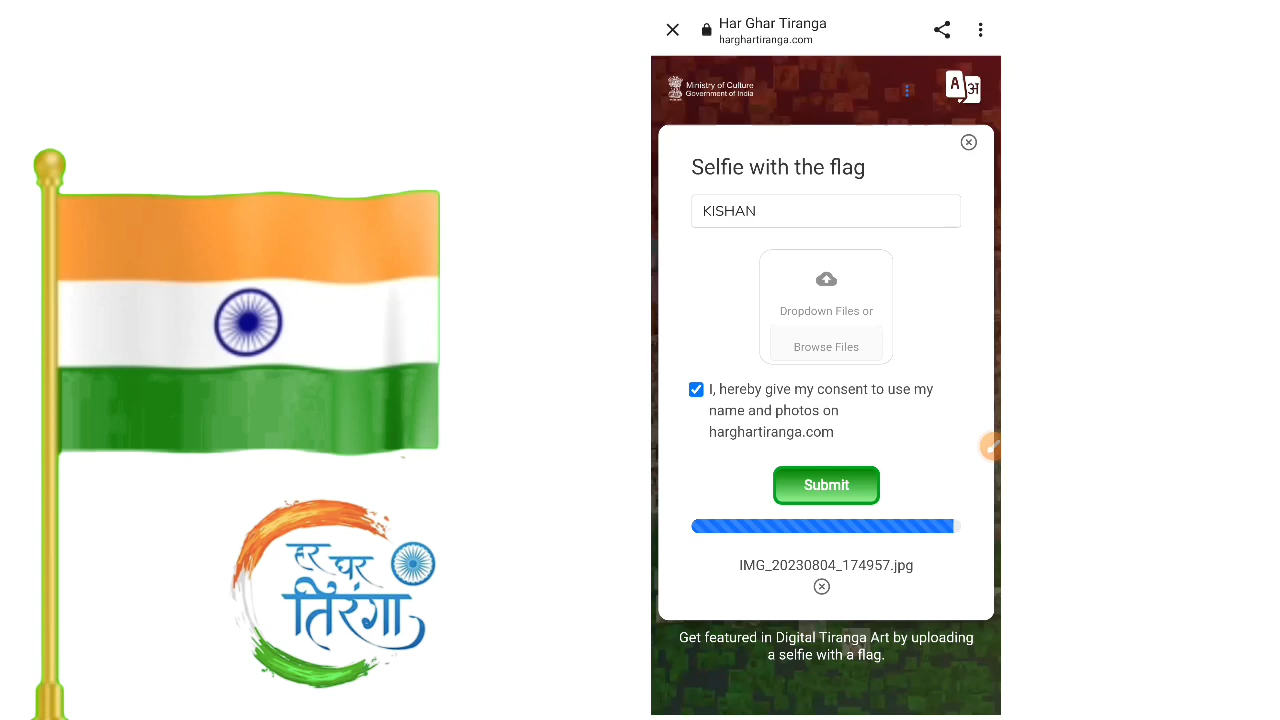 हर घर
तिरंगा
Har Ghar Tiranga
harghartiranga.com
Ministry of Culture
Government of India
A अ
Selfie with the flag
KISHAN
Dropdown Files or
Browse Files
I, hereby give my consent to use my
name and photos on
harghartiranga.com
Submit
IMG_20230804_174957.jpg
Get featured in Digital Tiranga Art by uploading
a selfie with a flag.